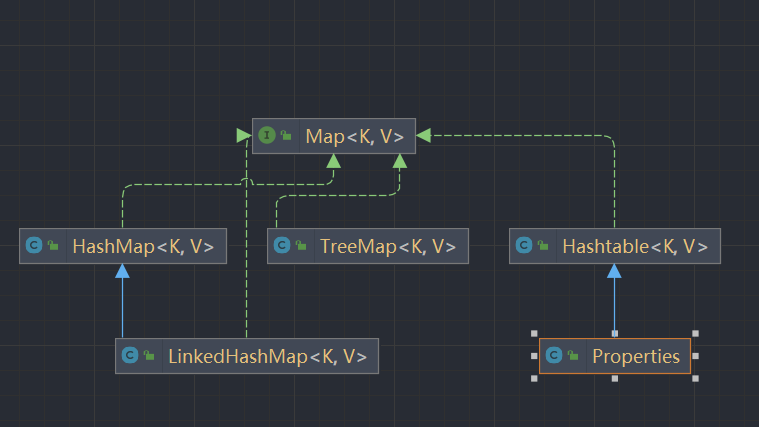 I Map<K, V>
C HashMap<K, V>
C TreeMap<K, V>
C Hashtable<K, V>
C LinkedHashMap<K, V>
C Properties